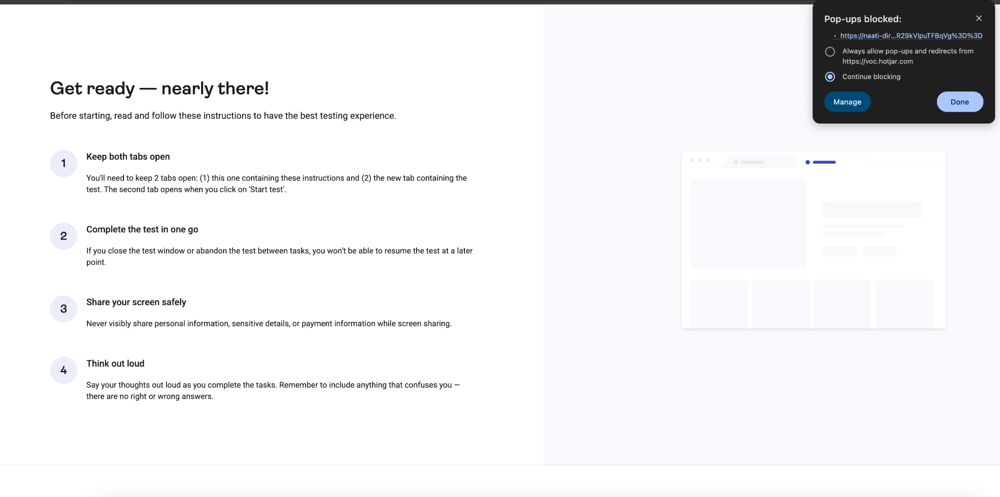 Get ready — nearly there!
Before starting, read and follow these instructions to have the best testing experience.
1
Keep both tabs open
You'll need to keep 2 tabs open: (1) this one containing these instructions and (2) the new tab containing the
test. The second tab opens when you click on 'Start test'.
2
Complete the test in one go
If you close the test window or abandon the test between tasks, you won’t be able to resume the test at a later
point.
3
Share your screen safely
Never visibly share personal information, sensitive details, or payment information while screen sharing.
4
Think out loud
Say your thoughts out loud as you complete the tasks. Remember to include anything that confuses you —
there are no right or wrong answers.
Pop-ups blocked:
• https://naati-dir...R29kVlpuTFBqVg%3D%3D
Always allow pop-ups and redirects from
https://voc.hotjar.com
Continue blocking
Manage
Done